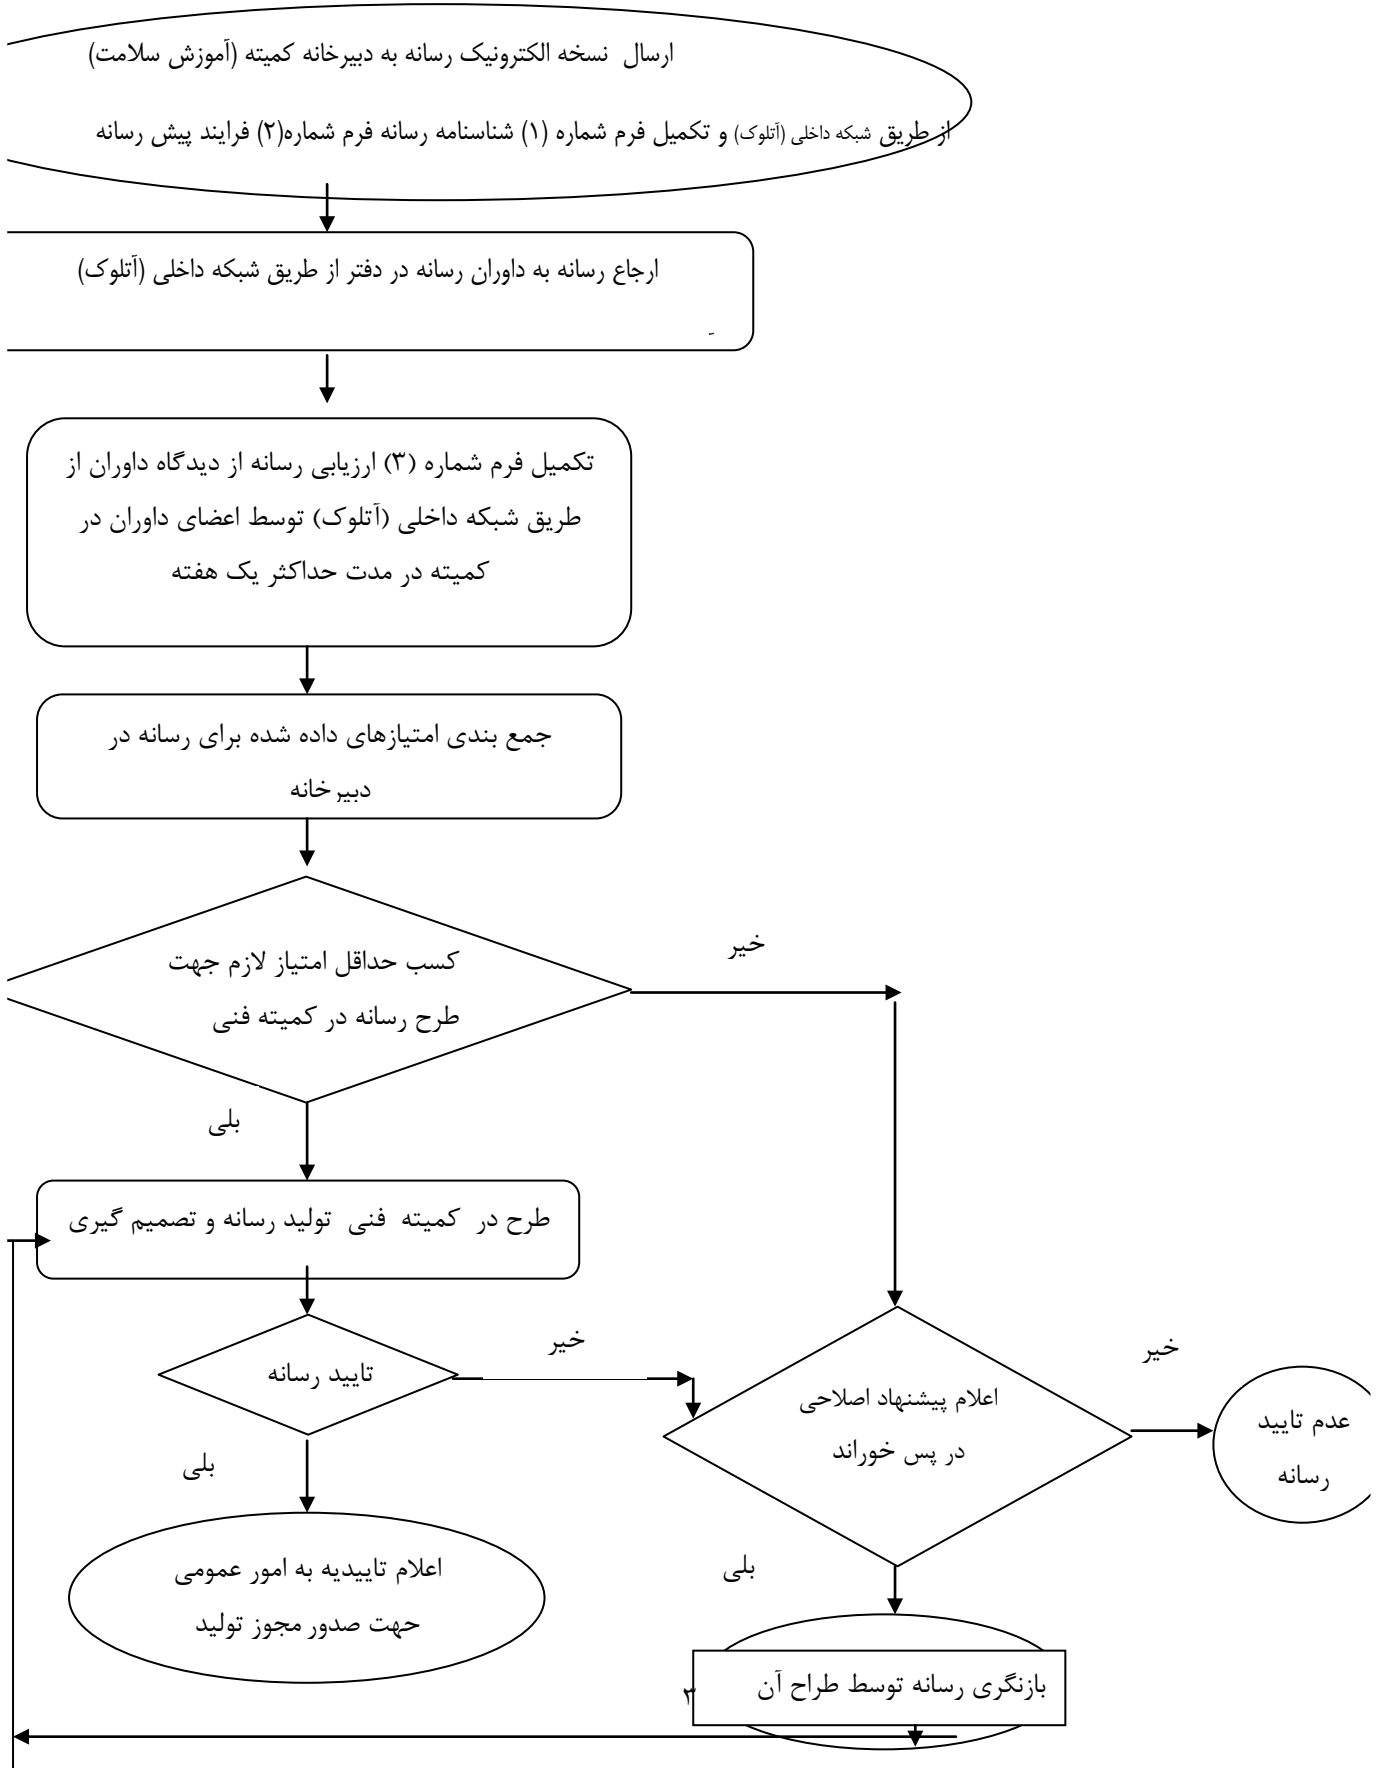 ارسال نسخه الکترونیک رسانه به دبیرخانه کمیته (آموزش سلامت)
از طریق شبکه داخلی (آتلوک) و تکمیل فرم شماره (۱) شناسنامه رسانه فرم شماره(۲) فرایند پیش رسانه
ارجاع رسانه به داوران رسانه در دفتر از طریق شبکه داخلی (آتلوک)
تکمیل فرم شماره (۳) ارزیابی رسانه از دیدگاه داوران از
طریق شبکه داخلی (آتلوک) توسط اعضای داوران در
کمیته در مدت حداکثر یک هفته
جمع بندی امتیازهای داده شده برای رسانه در
دبیرخانه
کسب حداقل امتیاز لازم جهت
طرح رسانه در کمیته فنی
خیر
بلی
طرح در کمیته فنی تولید رسانه و تصمیم گیری
تایید رسانه
خیر
بلی
اعلام تاییدیه به امور عمومی
جهت صدور مجوز تولید
اعلام پیشنهاد اصلاحی
در پس خوراند
خیر
عدم تایید
رسانه
بلی
بازنگری رسانه توسط طراح آن
۳